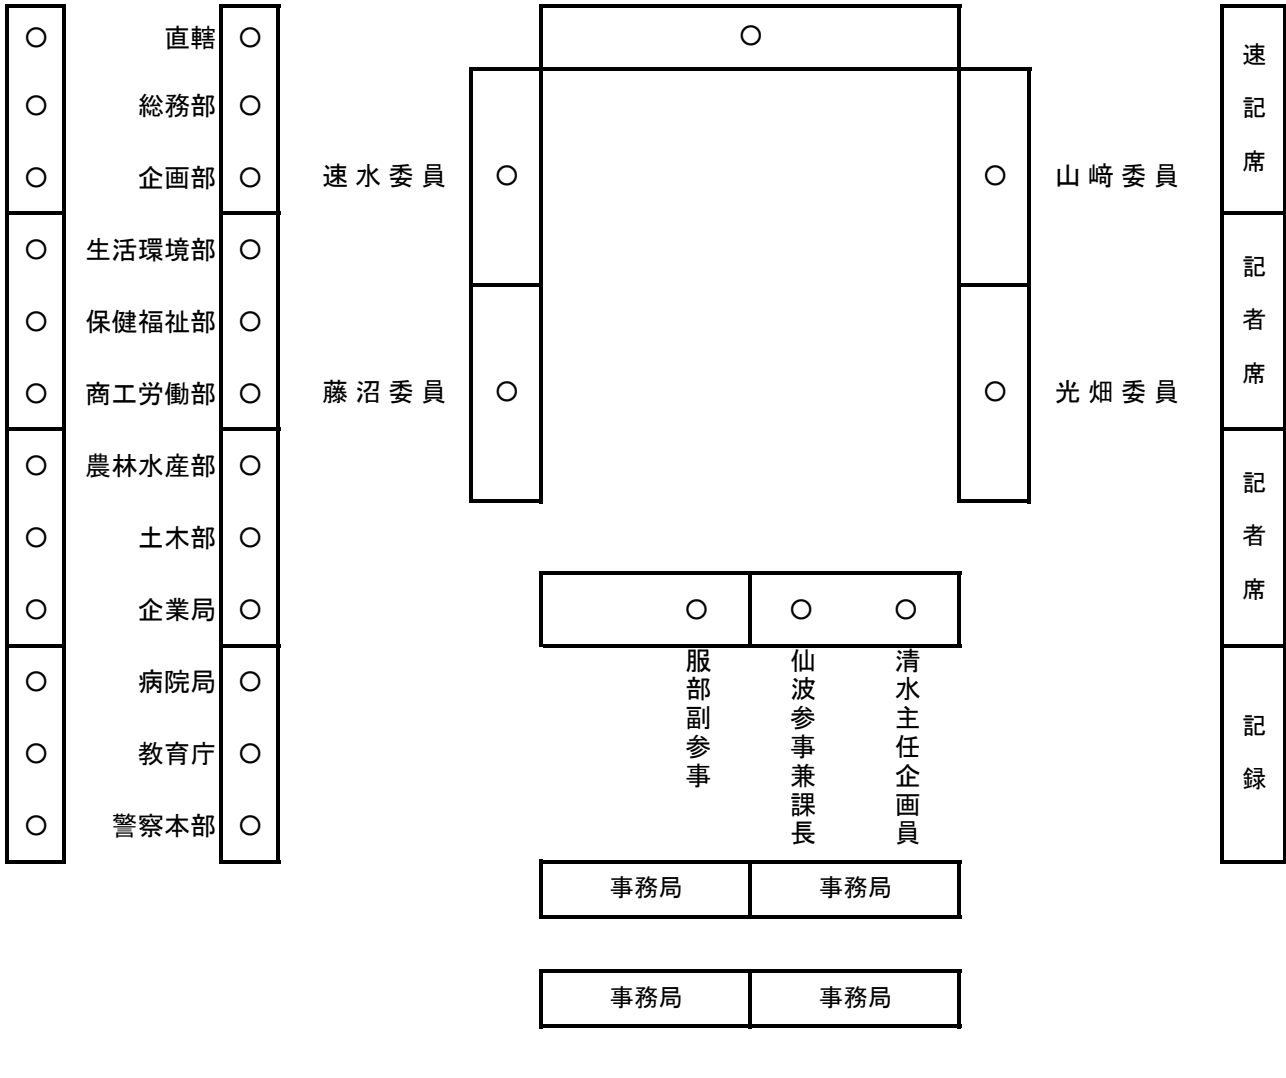 直轄
総務部
企画部
生活環境部
保健福祉部
商工労働部
農林水産部
土木部
企業局
病院局
教育庁
警察本部
速水委員
藤沼委員
山﨑委員
光畑委員
服部副参事
仙波参事兼課長
清水主任企画員
事務局
事務局
事務局
事務局
速記席
記者席
記者席
記録